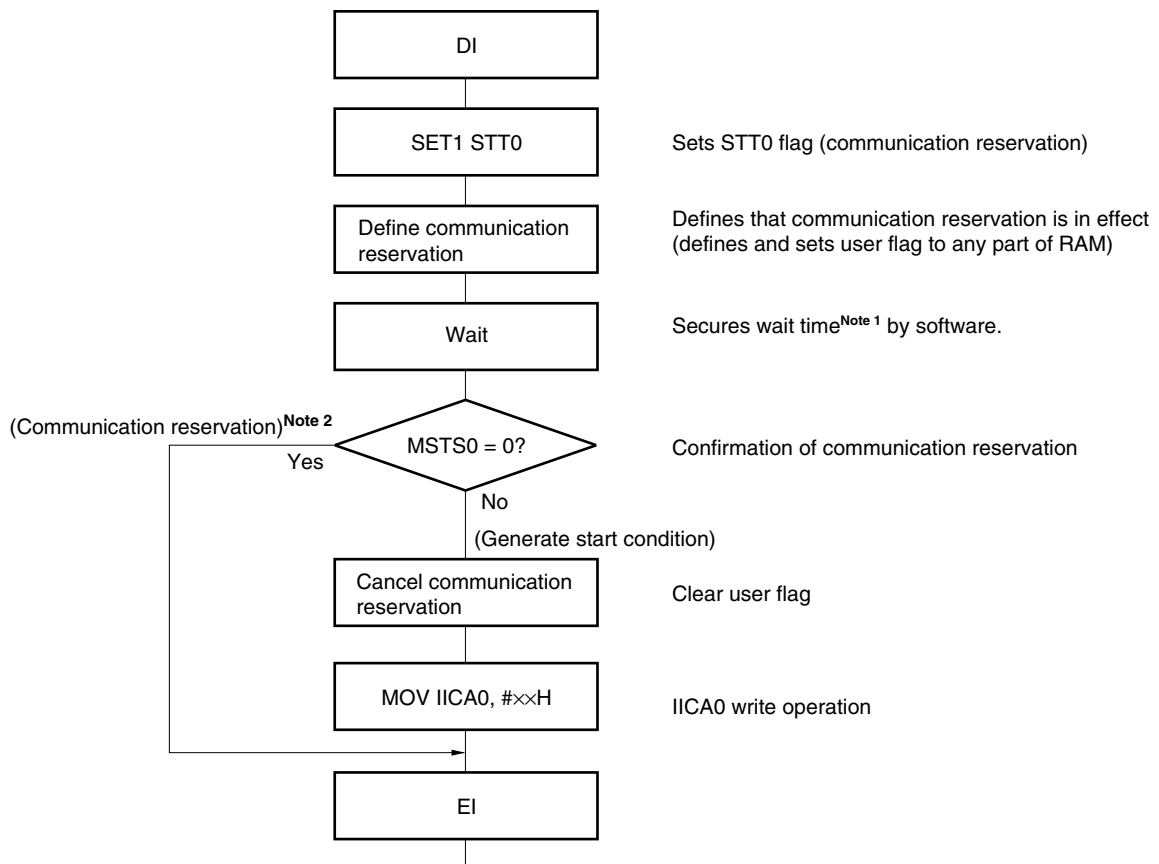 DI
SET1 STT0
Sets STT0 flag (communication reservation)
Define communication
reservation
Defines that communication reservation is in effect
(defines and sets user flag to any part of RAM)
Wait
Secures wait timeNote 1 by software.
(Communication reservation)Note 2
MSTS0 = 0?
Confirmation of communication reservation
Yes
No
(Generate start condition)
Cancel communication
reservation
Clear user flag
MOV IICA0, #××H
IICA0 write operation
EI